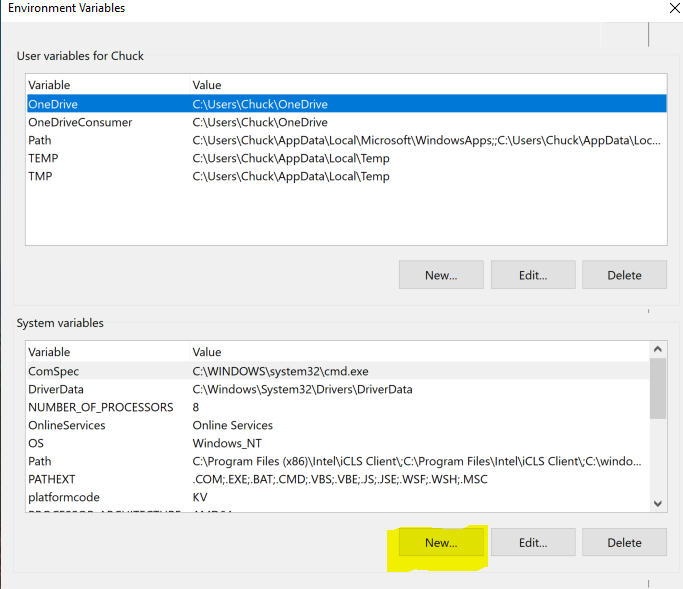 Environment Variables
User variables for Chuck
Variable Value
OneDrive C:\Users\Chuck\OneDrive
OneDriveConsumer C:\Users\Chuck\OneDrive
Path C:\Users\Chuck\AppData\Local\Microsoft\WindowsApps;;C:\Users\Chuck\AppData\Loc...
TEMP C:\Users\Chuck\AppData\Local\Temp
TMP C:\Users\Chuck\AppData\Local\Temp
New... Edit... Delete
System variables
Variable Value
ComSpec C:\WINDOWS\system32\cmd.exe
DriverData C:\Windows\System32\Drivers\DriverData
NUMBER_OF_PROCESSORS 8
OnlineServices Online Services
OS Windows_NT
Path C:\Program Files (x86)\Intel\iCLS Client\;C:\Program Files\Intel\iCLS Client\;C:\windo...
PATHEXT .COM;.EXE;.BAT;.CMD;.VBS;.VBE;.JS;.JSE;.WSF;.WSH;.MSC
platformcode KV
New... Edit... Delete